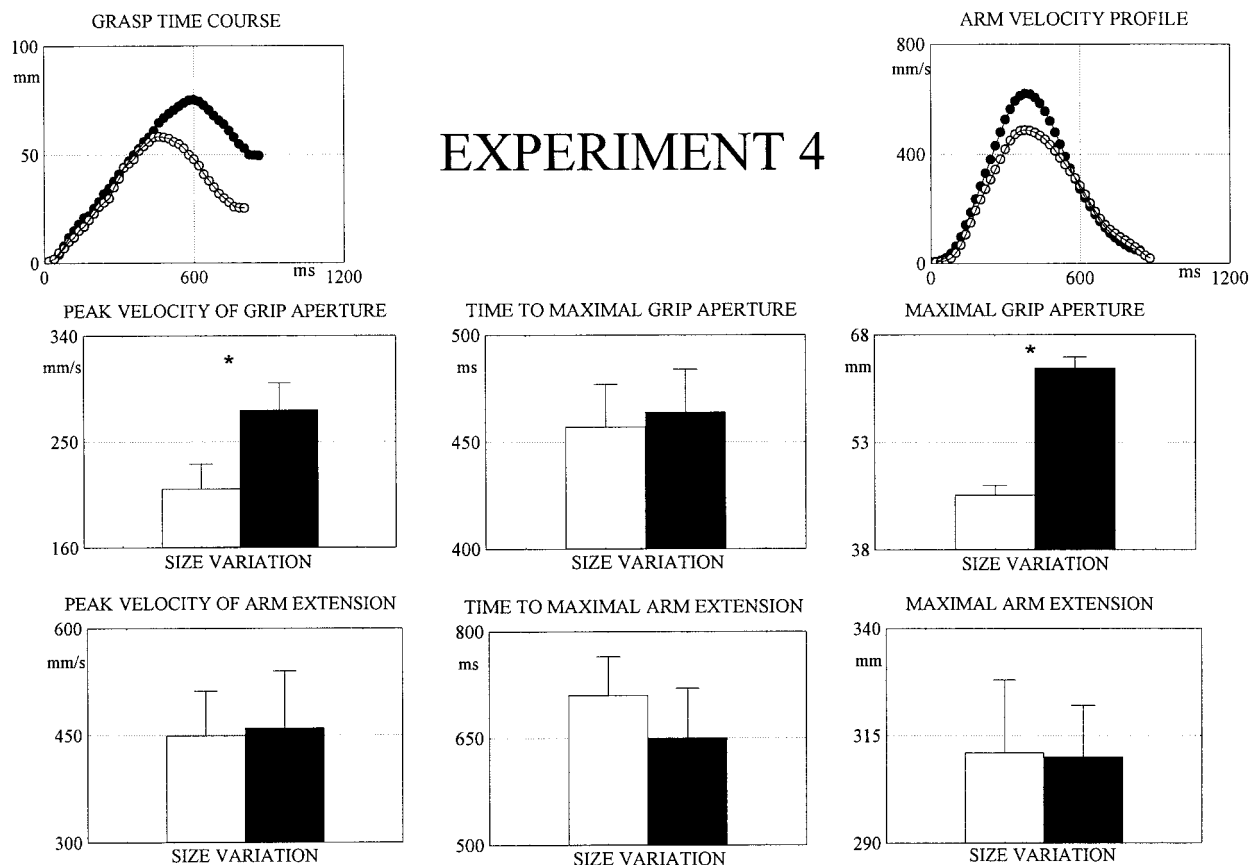 GRASP TIME COURSE
100
mm
50
0
0
600
ms
1200
EXPERIMENT 4
ARM VELOCITY PROFILE
800
mm/s
400
0
0
600
ms
1200
PEAK VELOCITY OF GRIP APERTURE
340
mm/s
*
250
160
SIZE VARIATION
TIME TO MAXIMAL GRIP APERTURE
500
ms
450
400
SIZE VARIATION
MAXIMAL GRIP APERTURE
68
mm
*
53
38
SIZE VARIATION
PEAK VELOCITY OF ARM EXTENSION
600
mm/s
450
300
SIZE VARIATION
TIME TO MAXIMAL ARM EXTENSION
800
ms
650
500
SIZE VARIATION
MAXIMAL ARM EXTENSION
340
mm
315
290
SIZE VARIATION